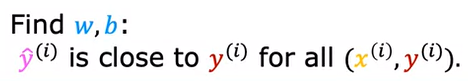 Find w, b:
ŷ⁽ⁱ⁾ is close to y⁽ⁱ⁾ for all (x⁽ⁱ⁾, y⁽ⁱ⁾).